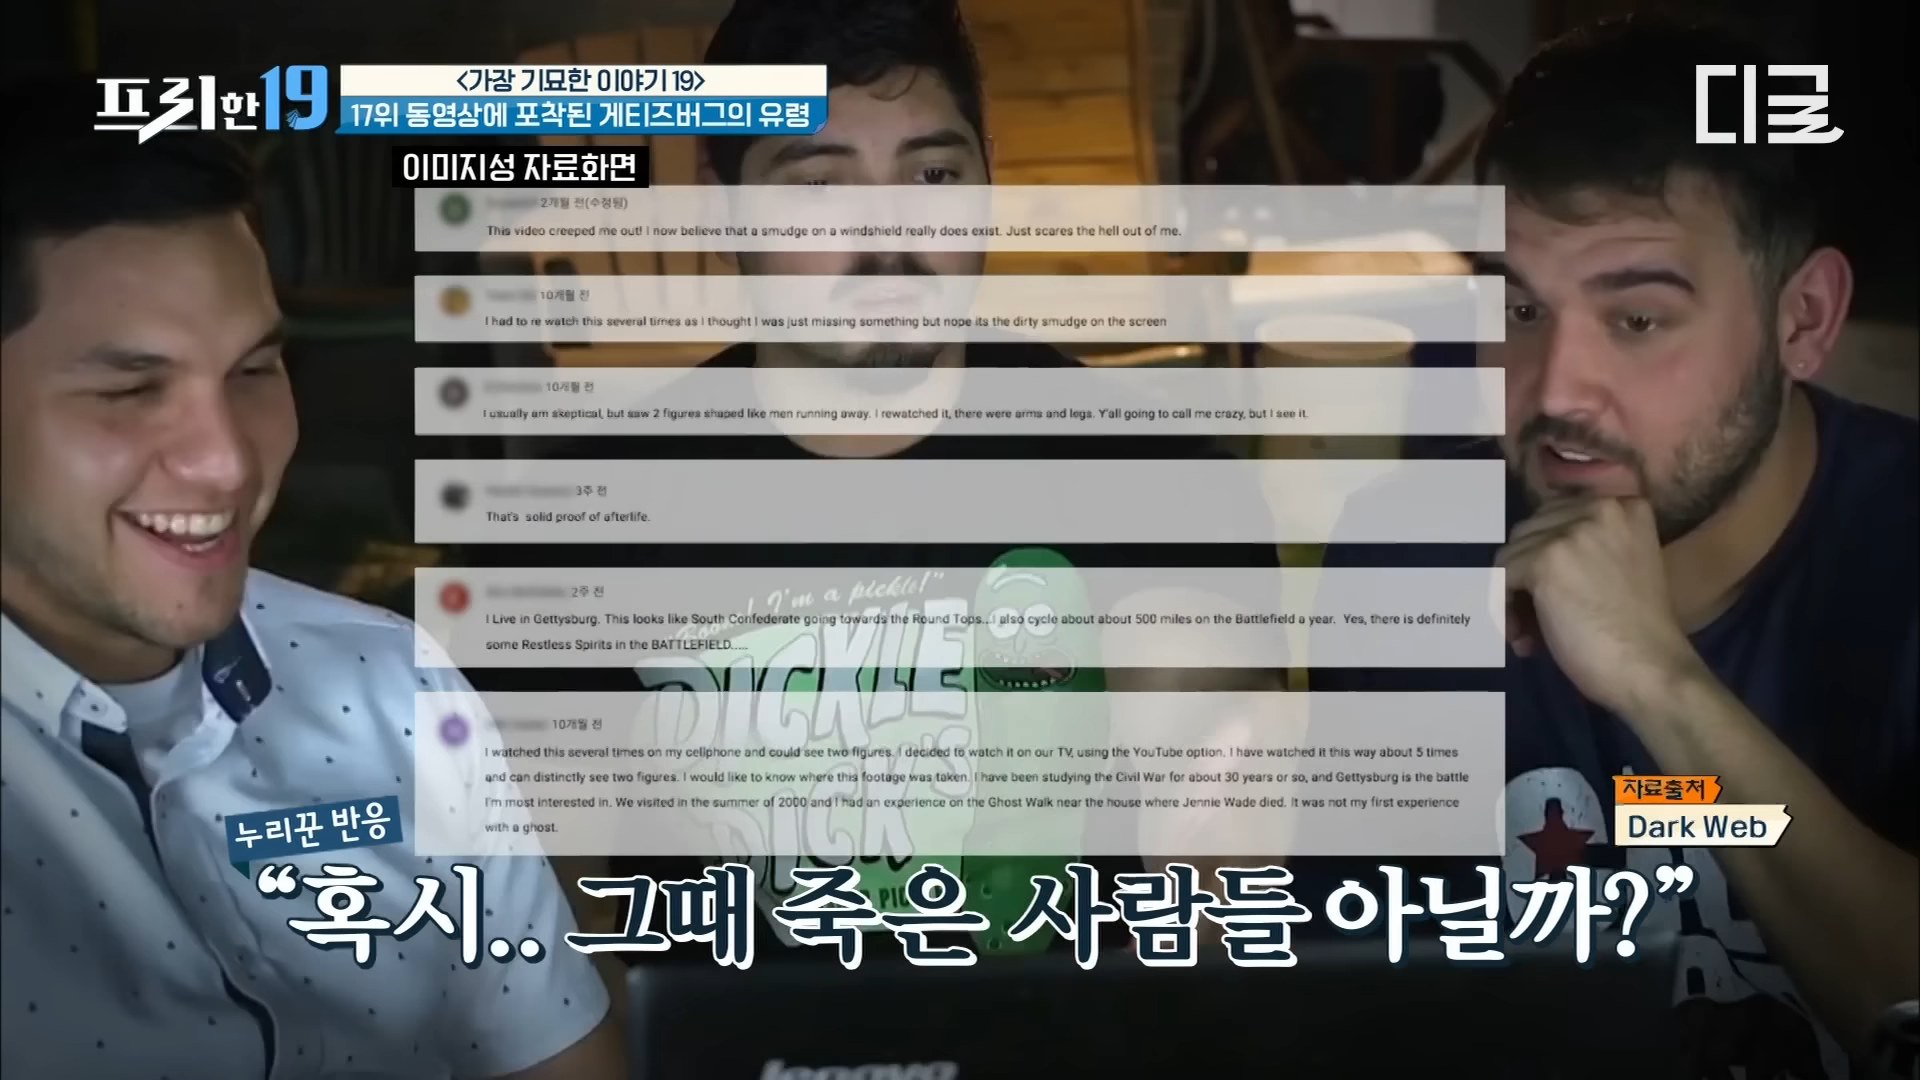 프리한19
<가장 기묘한 이야기 19>
17위 동영상에 포착된 게티즈버그의 유령
디글
이미지성 자료화면
2개월 전(수정됨)
This video creeped me out! I now believe that a smudge on a windshield really does exist. Just scares the hell out of me.
10개월 전
I had to re watch this several times as I thought I was just missing something but nope its the dirty smudge on the screen
10개월 전
I usually am skeptical, but saw 2 figures shaped like men running away. I rewatched it, there were arms and legs. Y'all going to call me crazy, but I see it.
3주 전
That's solid proof of afterlife.
2주 전
I Live in Gettysburg. This looks like South Confederate going towards the Round Tops...I also cycle about about 500 miles on the Battlefield a year. Yes, there is definitely
some Restless Spirits in the BATTLEFIELD.....
10개월 전
I watched this several times on my cellphone and could see two figures. I decided to watch it on our TV, using the YouTube option. I have watched it this way about 5 times
and can distinctly see two figures. I would like to know where this footage was taken. I have been studying the Civil War for about 30 years or so, and Gettysburg is the battle
I'm most interested in. We visited in the summer of 2000 and I had an experience on the Ghost Walk near the house where Jennie Wade died. It was not my first experience
with a ghost.
I'm a pickle!"
PICKLE
DICK'S
자료출처
Dark Web
누리꾼 반응
“혹시.. 그때 죽은 사람들 아닐까?”
lenovo